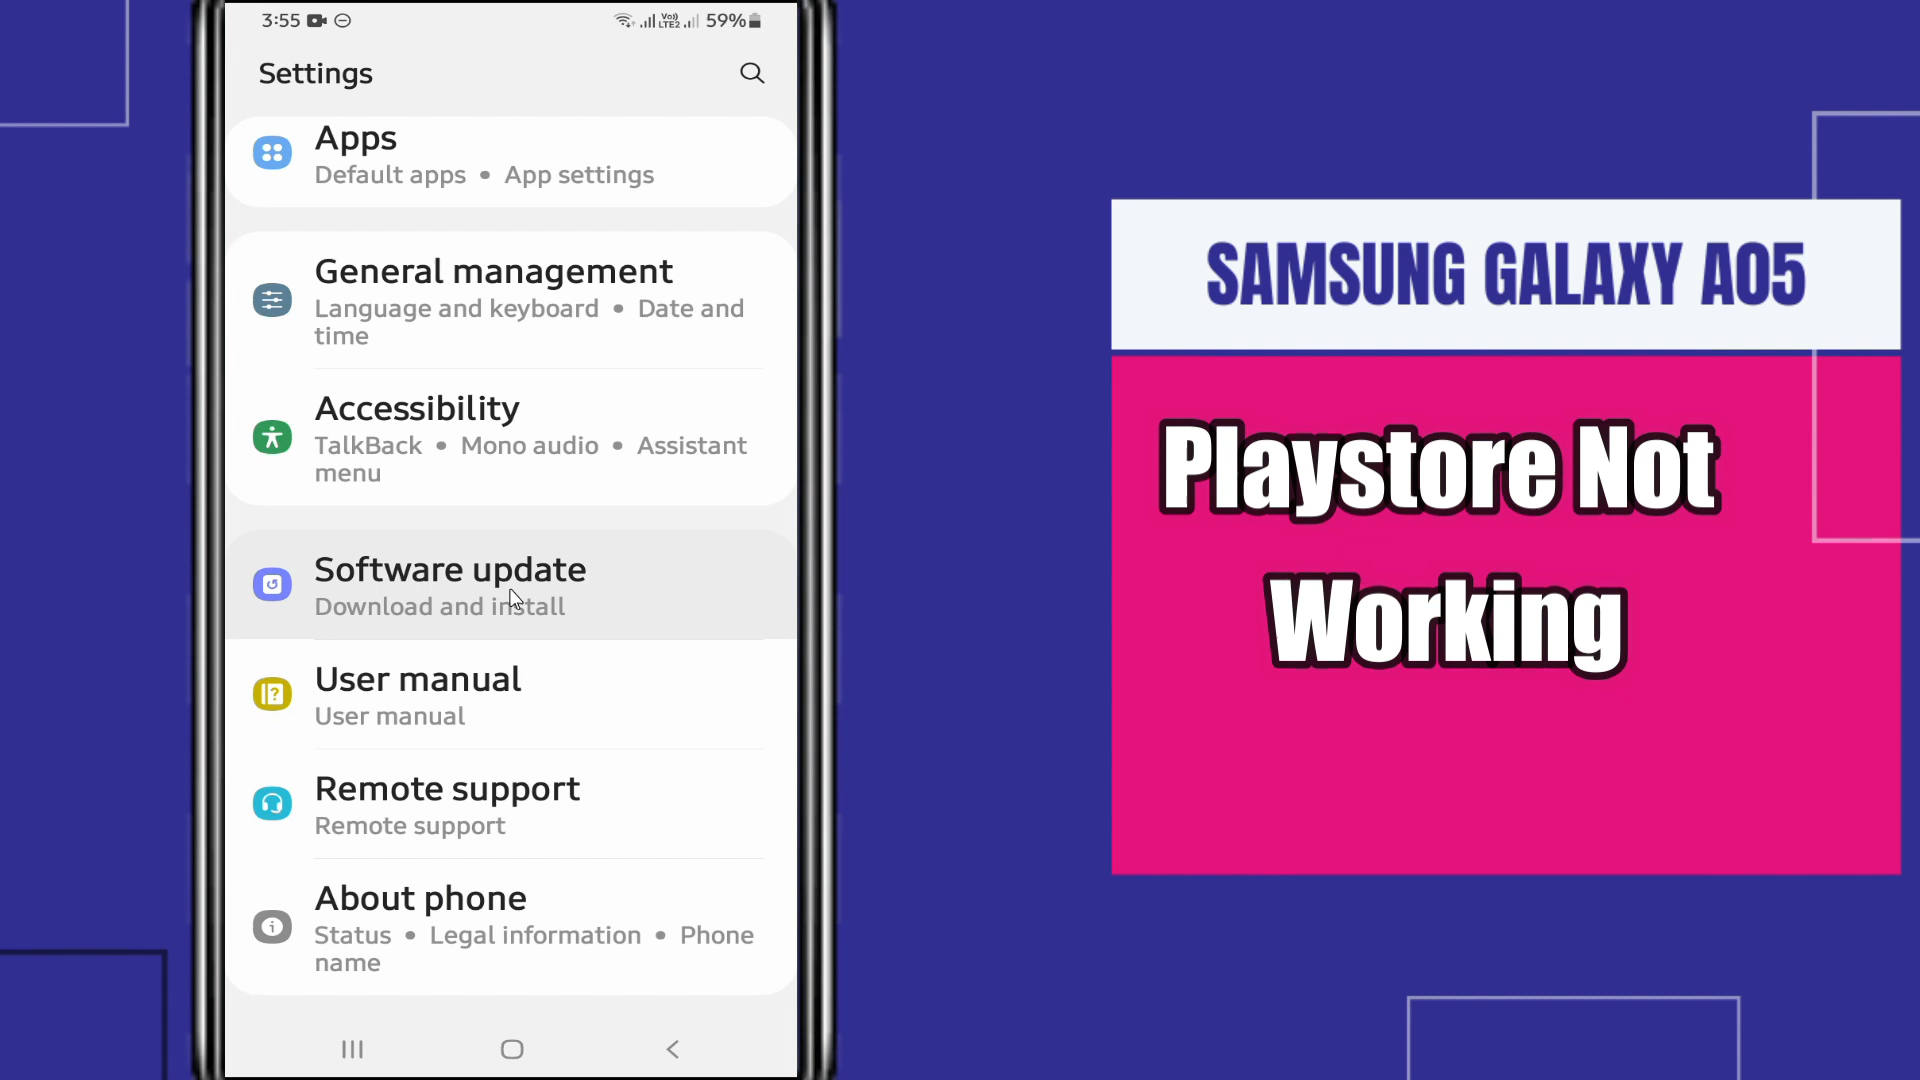 3:55
Vo)) LTE2 59%
Settings
Apps
Default apps • App settings
General management
Language and keyboard • Date and
time
Accessibility
TalkBack • Mono audio • Assistant
menu
Software update
Download and install
User manual
User manual
Remote support
Remote support
About phone
Status • Legal information • Phone
name
SAMSUNG GALAXY A05
Playstore Not
Working